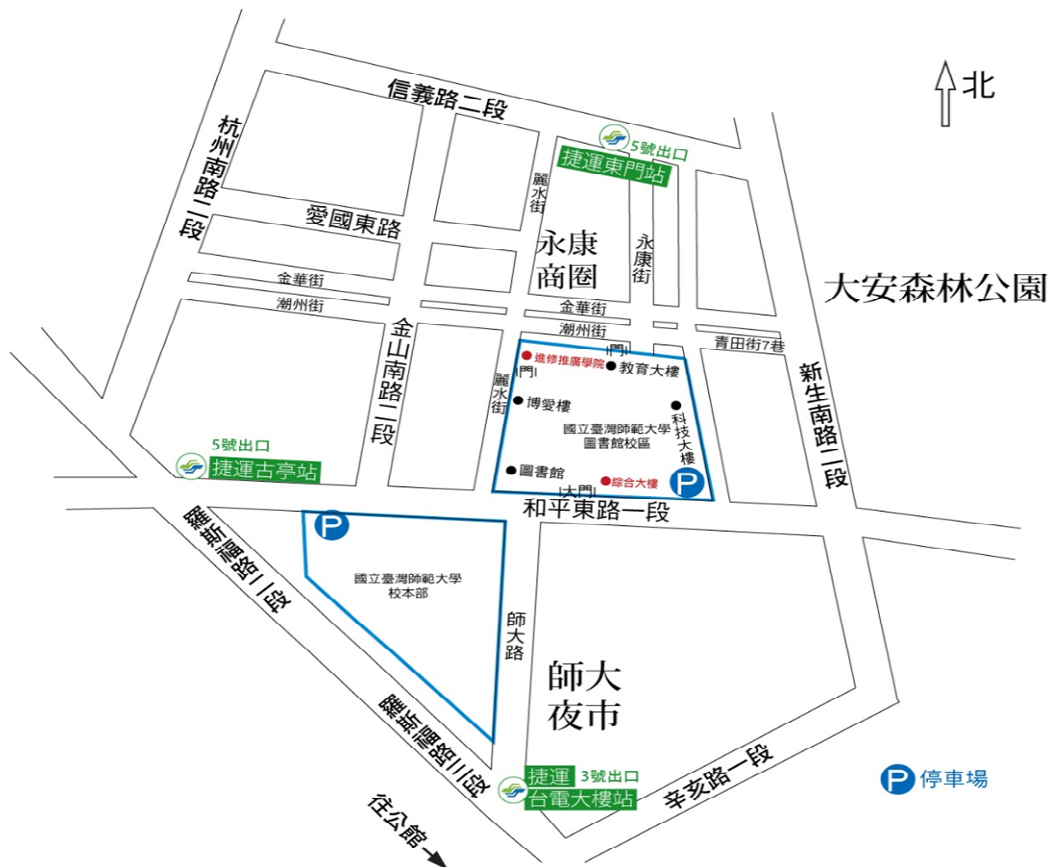 北
信義路二段
5號出口
捷運東門站
杭州南路二段
麗水街
愛國東路
永康
商圈
永康街
大安森林公園
金華街
潮州街
金華街
潮州街
青田街7巷
金山南路二段
門
進修推廣學院
門
教育大樓
新生南路二段
麗水街
博愛樓
國立臺灣師範大學
圖書館校區
科技大樓
5號出口
捷運古亭站
圖書館
綜合大樓
P
大門
和平東路一段
羅斯福路二段
P
國立臺灣師範大學
校本部
師大路
師大
夜市
羅斯福路三段
捷運 3號出口
台電大樓站
辛亥路一段
P 停車場
往公館